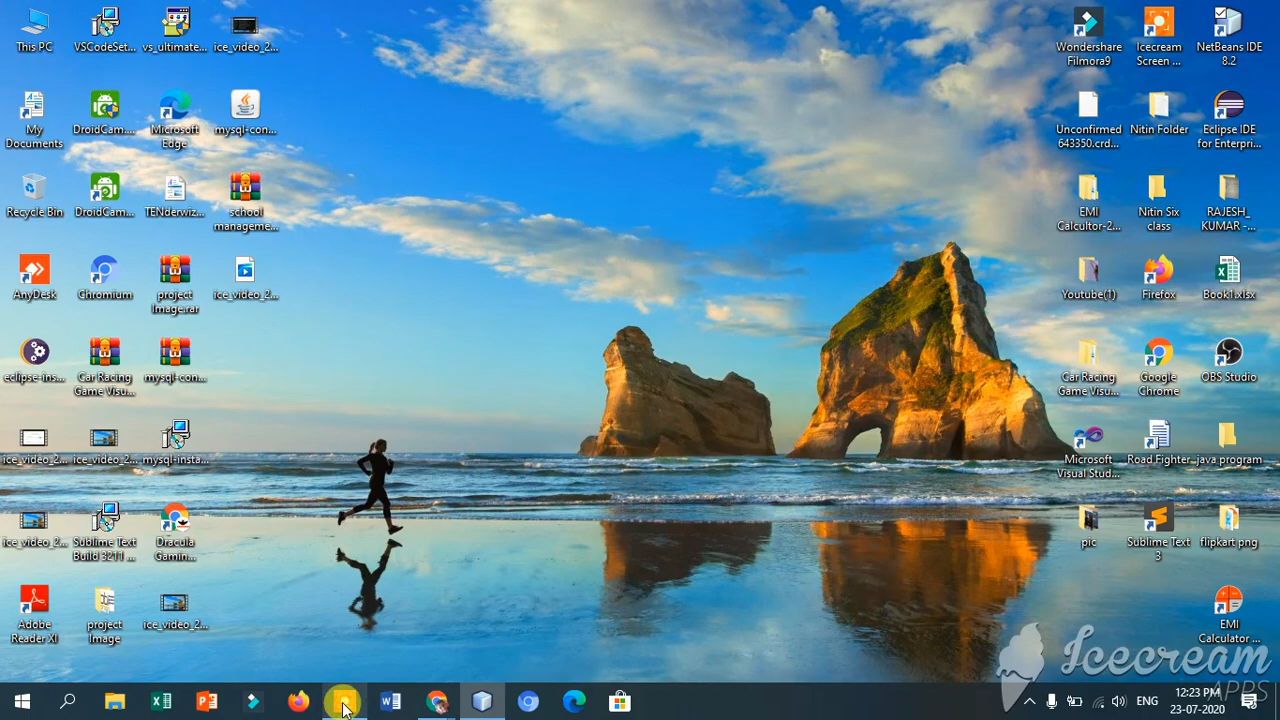 This PC
VSCodeSet...
vs_ultimate...
ice_video_2...
Wondershare
Filmora9
Icecream
Screen ...
NetBeans IDE
8.2
My
Documents
DroidCam....
Microsoft
Edge
mysql-con...
Unconfirmed
643350.crd...
Nitin Folder
Eclipse IDE
for Enterpri...
Recycle Bin
DroidCam...
TENderwiz...
school
manageme...
EMI
Calcultor-2...
Nitin Six
class
RAJESH_
KUMAR -...
AnyDesk
Chromium
project
Image.rar
ice_video_2...
Youtube(1)
Firefox
Book1.xlsx
eclipse-ins...
Car Racing
Game Visu...
mysql-con...
Car Racing
Game Visu...
Google
Chrome
OBS Studio
ice_video_2...
ice_video_2...
mysql-insta...
Microsoft
Visual Stud...
Road Fighter
java program
ice_video_2...
Sublime Text
Build 3211 ...
Dracula
Gamin...
pic
Sublime Text
3
flipkart png
Adobe
Reader XI
project
Image
ice_video_2...
EMI
Calculator ...
Icecream
APPS
ENG
12:23 PM
23-07-2020